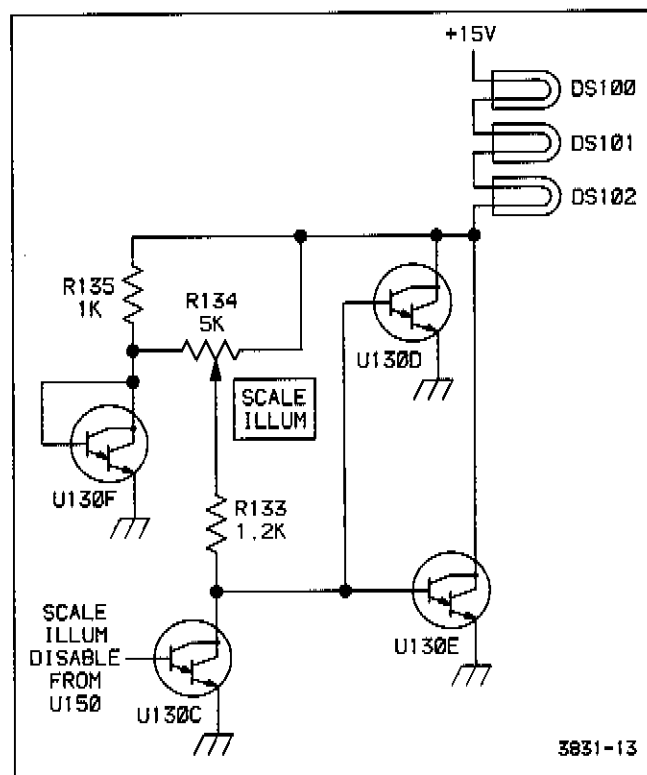 +15V
DS100
DS101
DS102
R135
1K
R134
5K
U130D
SCALE
ILLUM
U130F
R133
1.2K
SCALE
ILLUM
DISABLE
FROM
U150
U130E
U130C
3831-13